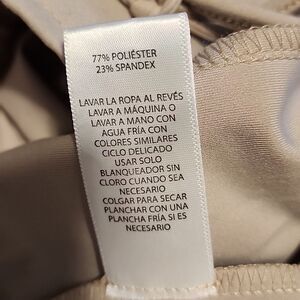 77% POLIÉSTER
23% SPANDEX
LAVAR LA ROPA AL REVÉS
LAVAR A MÁQUINA O
LAVAR A MANO CON
AGUA FRÍA CON
COLORES SIMILARES
CICLO DELICADO
USAR SOLO
BLANQUEADOR SIN
CLORO CUANDO SEA
NECESARIO
COLGAR PARA SECAR
PLANCHAR CON UNA
PLANCHA FRÍA SI ES
NECESARIO